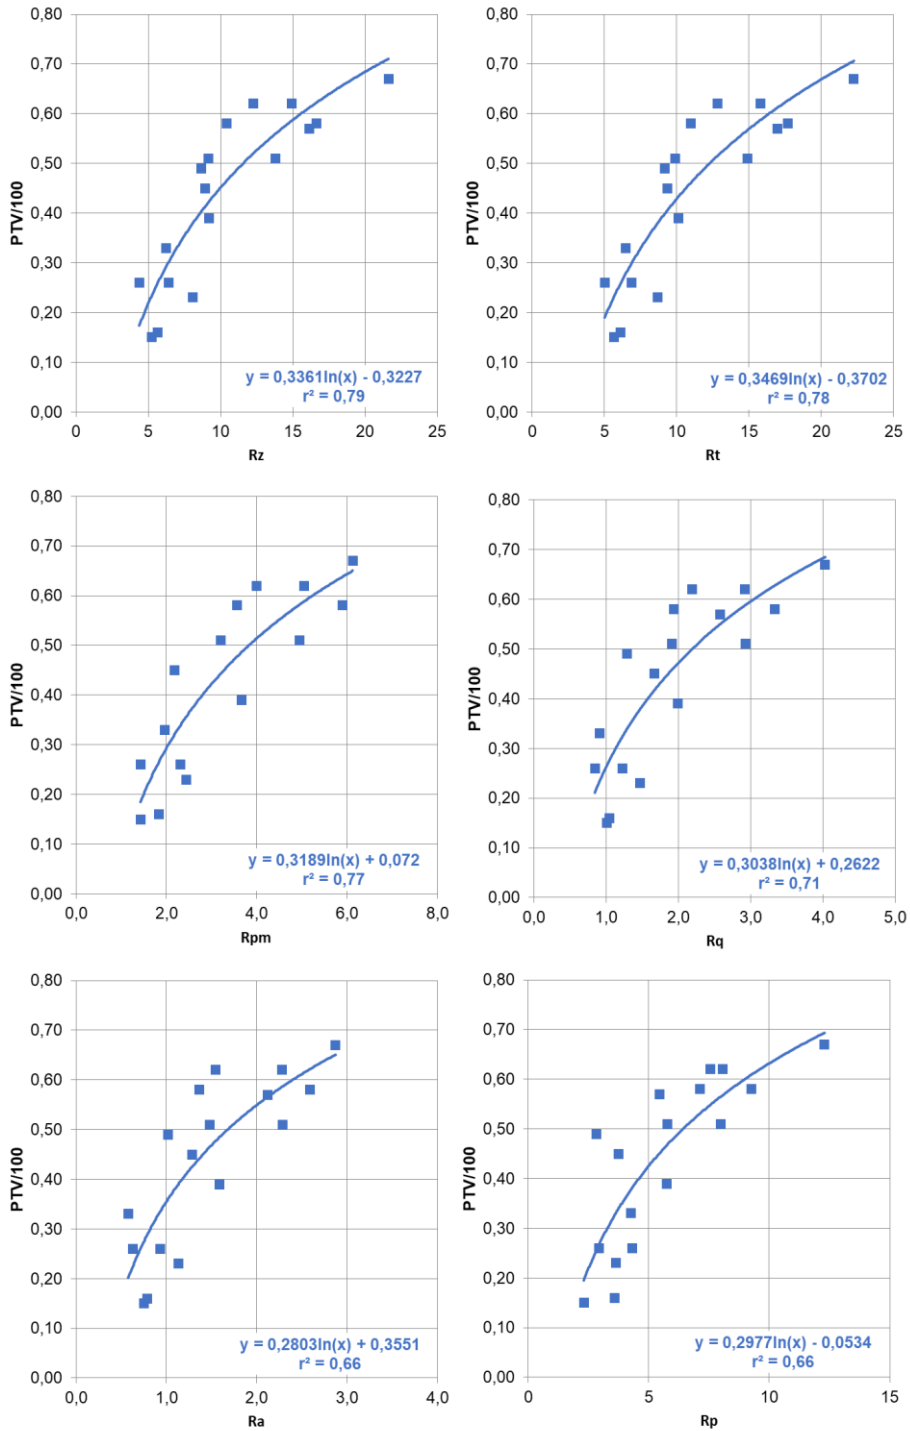 0,80
0,70
0,60
0,50
0,40
0,30
0,20
0,10
0,00
PTV/100
y = 0,3361ln(x) - 0,3227
r² = 0,79
0 5 10 15 20 25
Rz
0,80
0,70
0,60
0,50
0,40
0,30
0,20
0,10
0,00
PTV/100
y = 0,3469ln(x) - 0,3702
r² = 0,78
0 5 10 15 20 25
Rt
0,80
0,70
0,60
0,50
0,40
0,30
0,20
0,10
0,00
PTV/100
y = 0,3189ln(x) + 0,072
r² = 0,77
0,0 2,0 4,0 6,0 8,0
Rpm
0,80
0,70
0,60
0,50
0,40
0,30
0,20
0,10
0,00
PTV/100
y = 0,3038ln(x) + 0,2622
r² = 0,71
0,0 1,0 2,0 3,0 4,0 5,0
Rq
0,80
0,70
0,60
0,50
0,40
0,30
0,20
0,10
0,00
PTV/100
y = 0,2803ln(x) + 0,3551
r² = 0,66
0,0 1,0 2,0 3,0 4,0
Ra
0,80
0,70
0,60
0,50
0,40
0,30
0,20
0,10
0,00
PTV/100
y = 0,2977ln(x) - 0,0534
r² = 0,66
0 5 10 15
Rp